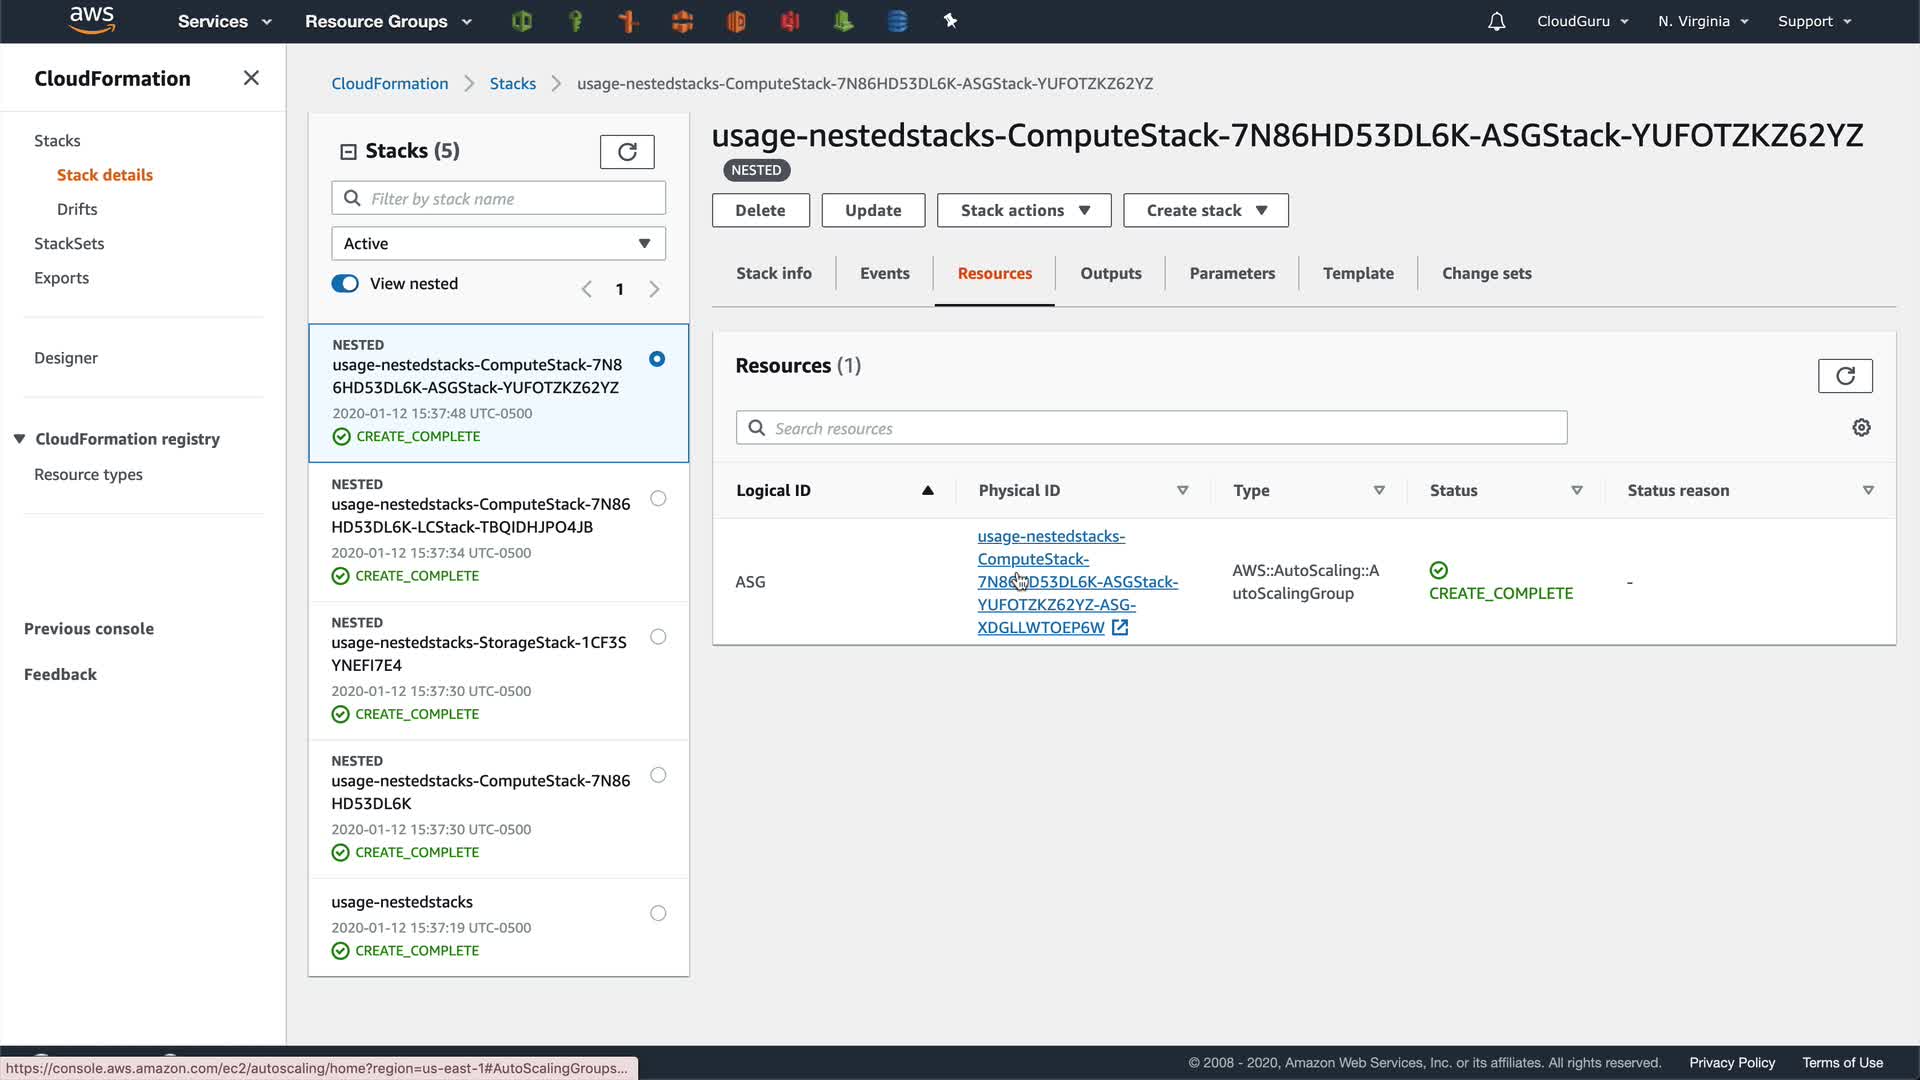 aws
Services
Resource Groups
CloudGuru
N. Virginia
Support
CloudFormation
Stacks
Stack details
Drifts
StackSets
Exports
Designer
CloudFormation registry
Resource types
Previous console
Feedback
CloudFormation
Stacks
usage-nestedstacks-ComputeStack-7N86HD53DL6K-ASGStack-YUFOTZKZ62YZ
Stacks (5)
Filter by stack name
Active
View nested
1
NESTED
usage-nestedstacks-ComputeStack-7N8
6HD53DL6K-ASGStack-YUFOTZKZ62YZ
2020-01-12 15:37:48 UTC-0500
CREATE_COMPLETE
NESTED
usage-nestedstacks-ComputeStack-7N86
HD53DL6K-LCStack-TBQIDHJPO4JB
2020-01-12 15:37:34 UTC-0500
CREATE_COMPLETE
NESTED
usage-nestedstacks-StorageStack-1CF3S
YNEFI7E4
2020-01-12 15:37:30 UTC-0500
CREATE_COMPLETE
NESTED
usage-nestedstacks-ComputeStack-7N86
HD53DL6K
2020-01-12 15:37:30 UTC-0500
CREATE_COMPLETE
usage-nestedstacks
2020-01-12 15:37:19 UTC-0500
CREATE_COMPLETE
usage-nestedstacks-ComputeStack-7N86HD53DL6K-ASGStack-YUFOTZKZ62YZ
NESTED
Delete
Update
Stack actions
Create stack
Stack info
Events
Resources
Outputs
Parameters
Template
Change sets
Resources (1)
Search resources
Logical ID
Physical ID
Type
Status
Status reason
ASG
usage-nestedstacks-
ComputeStack-
7N86HD53DL6K-ASGStack-
YUFOTZKZ62YZ-ASG-
XDGLLWTOEP6W
AWS::AutoScaling::A
utoScalingGroup
CREATE_COMPLETE
-
https://console.aws.amazon.com/ec2/autoscaling/home?region=us-east-1#AutoScalingGroups...
© 2008 - 2020, Amazon Web Services, Inc. or its affiliates. All rights reserved.
Privacy Policy
Terms of Use